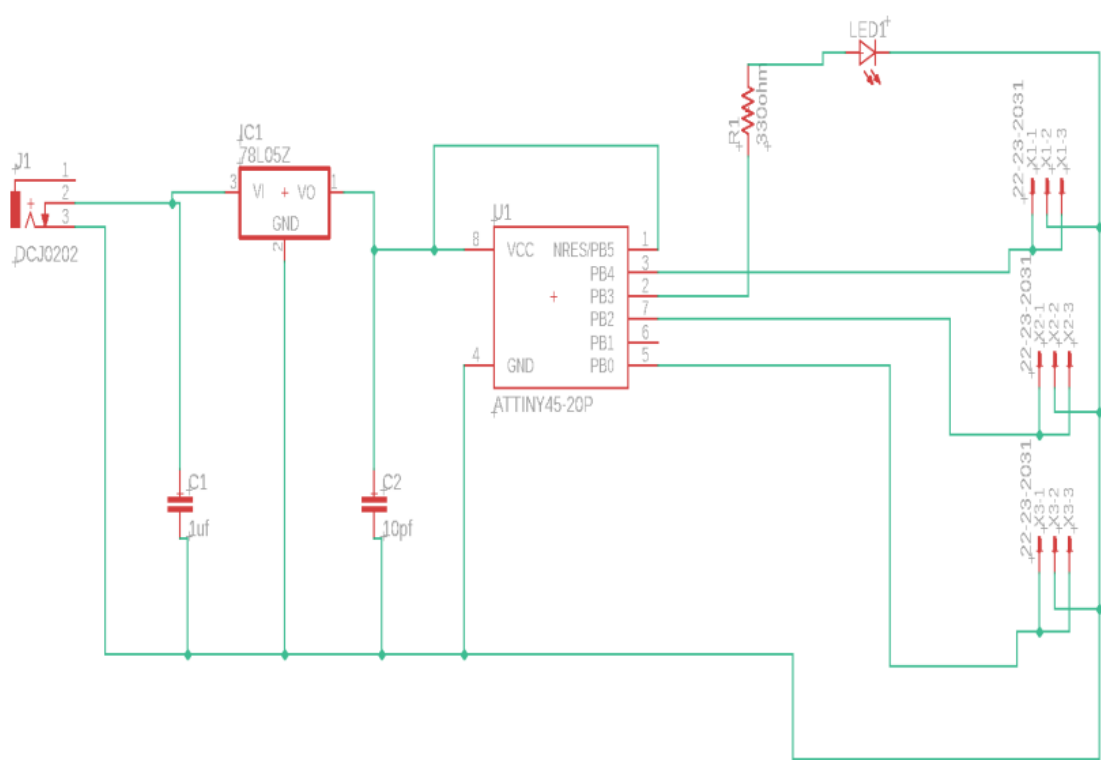 LED1
R1
330ohm
22-23-2031
X1-1
X1-2
X1-3
IC1
78L05Z
3
VI
VO
1
GND
2
J1
1
2
3
DCJ0202
U1
8
VCC
NRES/PB5
1
PB4
3
PB3
2
PB2
7
PB1
6
4
GND
PB0
5
ATTINY45-20P
22-23-2031
X2-1
X2-2
X2-3
C1
1uf
C2
10pf
22-23-2031
X3-1
X3-2
X3-3